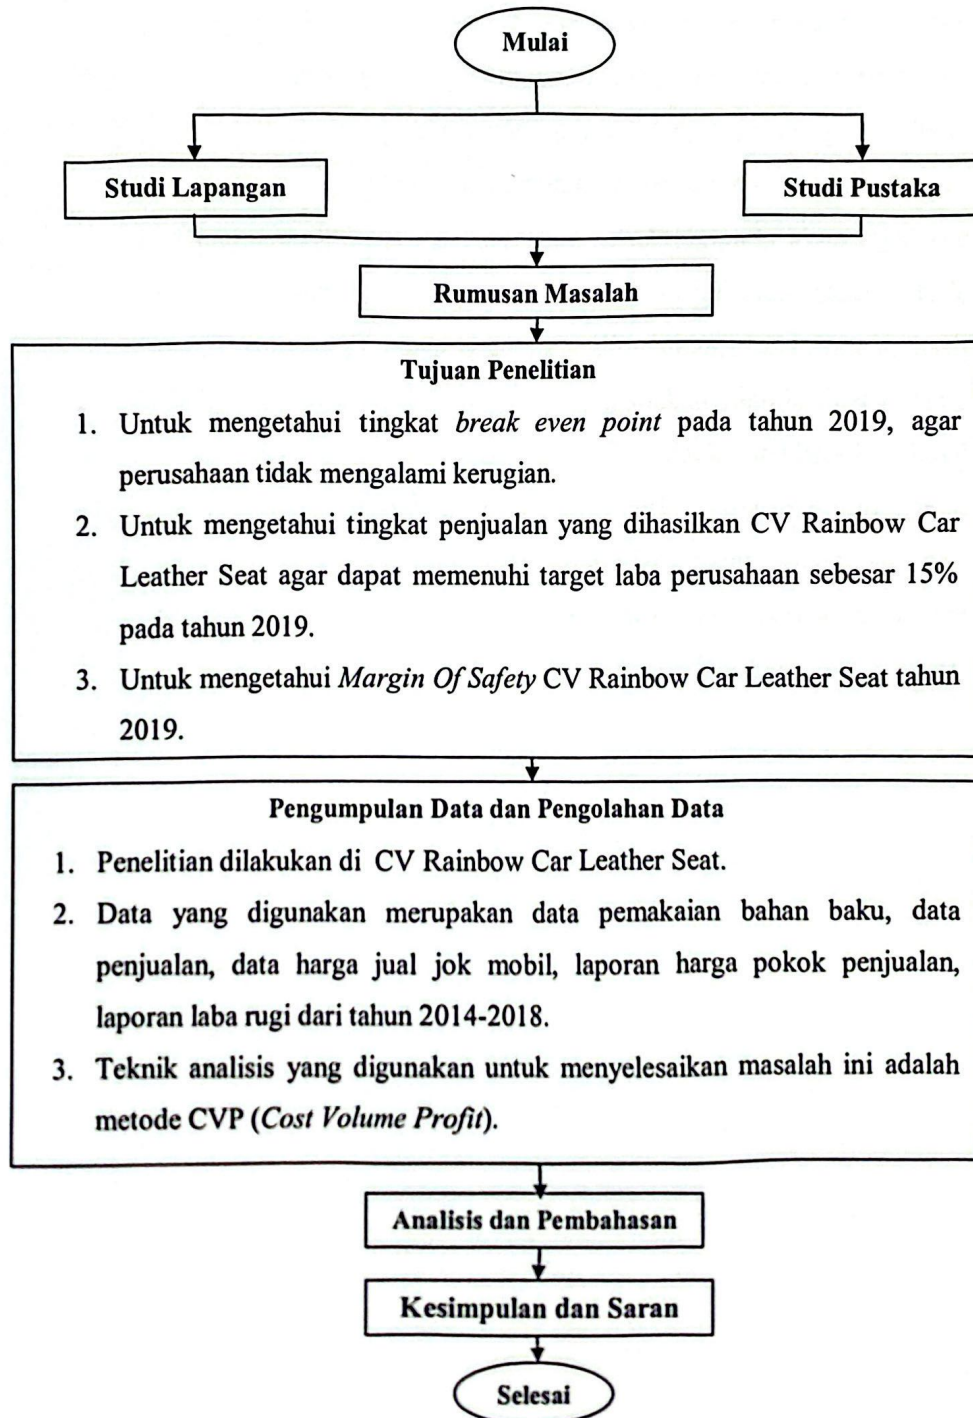 Mulai
Studi Lapangan
Studi Pustaka
Rumusan Masalah
Tujuan Penelitian
1. Untuk mengetahui tingkat break even point pada tahun 2019, agar
perusahaan tidak mengalami kerugian.
2. Untuk mengetahui tingkat penjualan yang dihasilkan CV Rainbow Car
Leather Seat agar dapat memenuhi target laba perusahaan sebesar 15%
pada tahun 2019.
3. Untuk mengetahui Margin Of Safety CV Rainbow Car Leather Seat tahun
2019.
Pengumpulan Data dan Pengolahan Data
1. Penelitian dilakukan di CV Rainbow Car Leather Seat.
2. Data yang digunakan merupakan data pemakaian bahan baku, data
penjualan, data harga jual jok mobil, laporan harga pokok penjualan,
laporan laba rugi dari tahun 2014-2018.
3. Teknik analisis yang digunakan untuk menyelesaikan masalah ini adalah
metode CVP (Cost Volume Profit).
Analisis dan Pembahasan
Kesimpulan dan Saran
Selesai